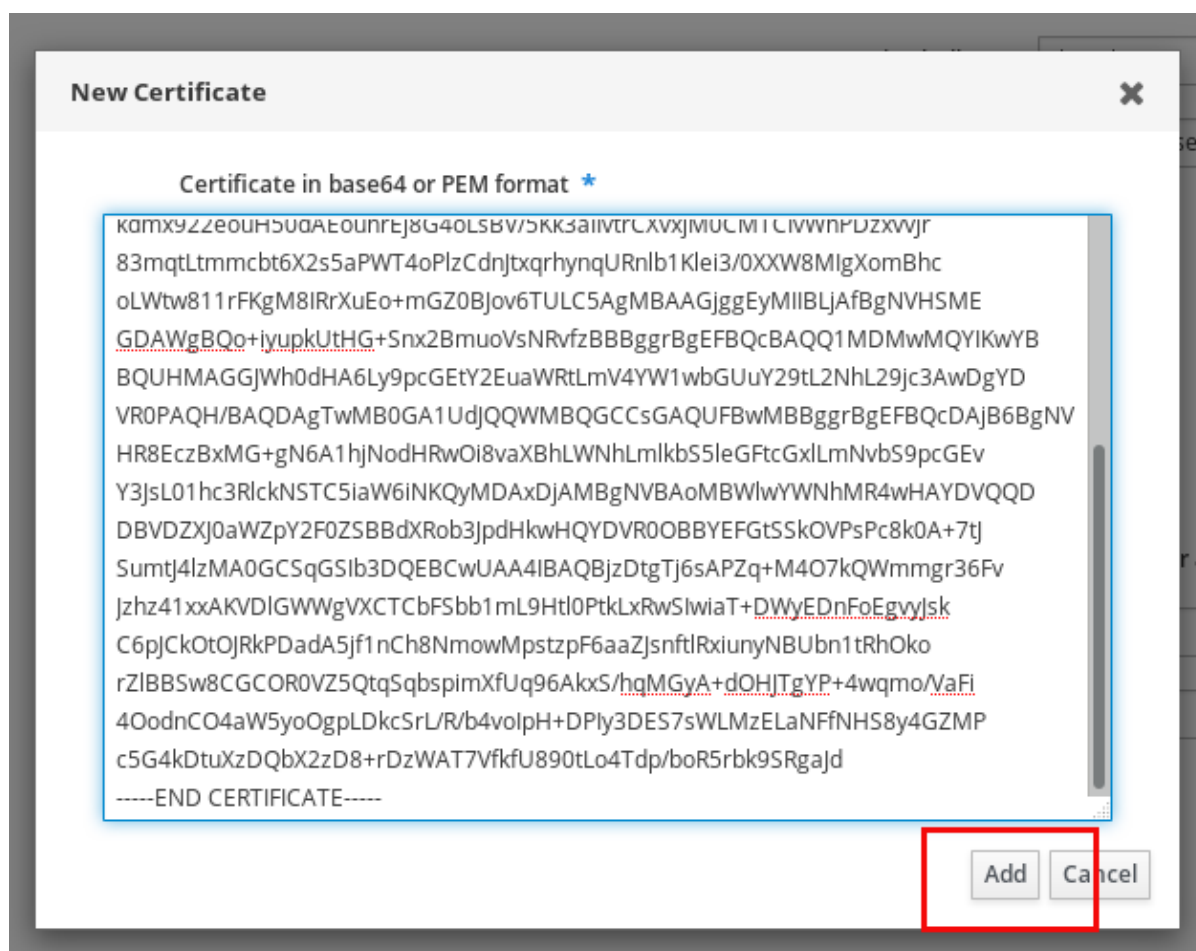 New Certificate
Certificate in base64 or PEM format *
83mqtLtmmcbt6X2s5aPWT4oPlzCdnJtxqrhynqURnlb1Klei3/0XXW8MIgXomBhc
oLWtw811rFKgM8IRrXuEo+mGZ0BJov6TULC5AgMBAAGjggEyMIIBLjAfBgNVHSME
GDAWgBQo+iyupkUtHG+Snx2BmuoVsNRvfzBBBggrBgEFBQcBAQQ1MDMwMQYIKwYB
BQUHMAGGJWh0dHA6Ly9pcGEtY2EuaWRtLmV4YW1wbGUuY29tL2NhL29jc3AwDgYD
VR0PAQH/BAQDAgTwMB0GA1UdJQQWMBQGCCsGAQUFBwMBBggrBgEFBQcDAjB6BgNV
HR8EczBxMG+gN6A1hjNodHRwOi8vaXBhLWNhLmlkbS5leGFtcGxlLmNvbS9pcGEv
Y3JsL01hc3RlckNSTC5iaW6iNKQyMDAxDjAMBgNVBAoMBWlwYWNhMR4wHAYDVQQD
DBVDZXJ0aWZpY2F0ZSBBdXRob3JpdHkwHQYDVR0OBBYEFGtSSkOVPsPc8k0A+7tJ
SumtJ4lzMA0GCSqGSIb3DQEBCwUAA4IBAQBjzDtgTj6sAPZq+M4O7kQWmmgr36Fv
Jzhz41xxAKVDlGWWgVXCTCbFSbb1mL9Htl0PtkLxRwSIwiaT+DWyEDnFoEgvyJsk
C6pJCkOtOJRkPDadA5jf1nCh8NmowMpstzpF6aaZJsnftlRxiunyNBUbn1tRhOko
rZlBBSw8CGCOR0VZ5QtqSqbspimXfUq96AkxS/hqMGyA+dOHJTgYP+4wqmo/VaFi
4OodnCO4aW5yoOgpLDkcSrL/R/b4voIpH+DPIy3DES7sWLMzELaNFfNHS8y4GZMP
c5G4kDtuXzDQbX2zD8+rDzWAT7VfkfU890tLo4Tdp/boR5rbk9SRgaJd
-----END CERTIFICATE-----
Add Cancel